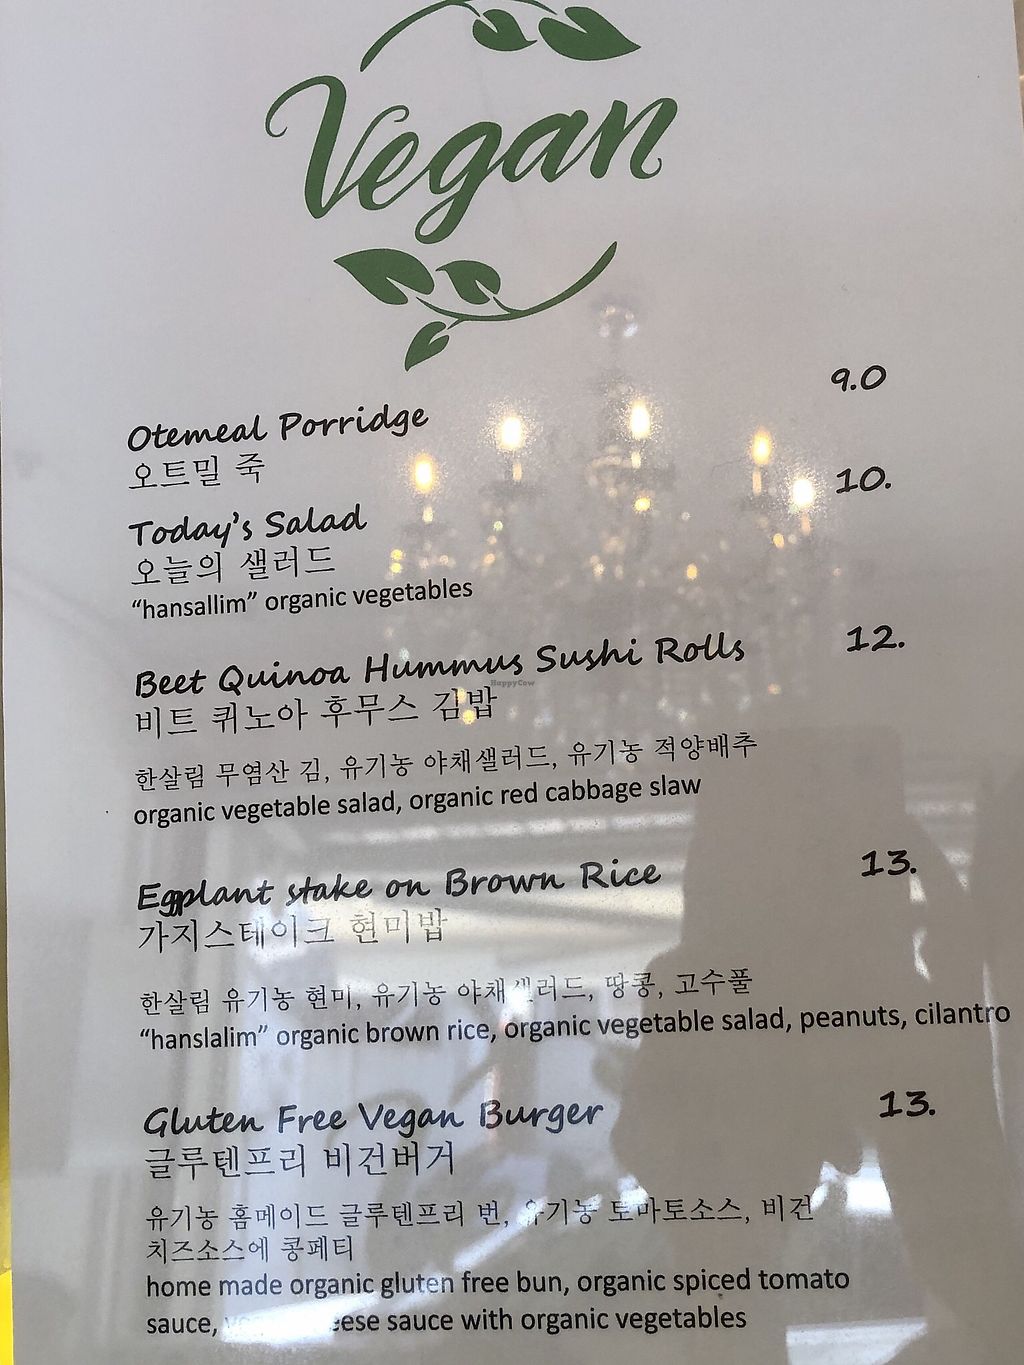 Vegan
9.0
Otemeal Porridge
오트밀 죽
10.
Today's Salad
오늘의 샐러드
"hansallim" organic vegetables
Beet Quinoa Hummus Sushi Rolls 12.
비트 퀴노아 후무스 김밥
HappyCow
한살림 무염산 김, 유기농 야채샐러드, 유기농 적양배추
organic vegetable salad, organic red cabbage slaw
Eggplant stake on Brown Rice 13.
가지스테이크 현미밥
한살림 유기농 현미, 유기농 야채샐러드, 땅콩, 고수풀
"hanslalim" organic brown rice, organic vegetable salad, peanuts, cilantro
Gluten Free Vegan Burger 13.
글루텐프리 비건버거
유기농 홈메이드 글루텐프리 번, 유기농 토마토소스, 비건
치즈소스에 콩페티
home made organic gluten free bun, organic spiced tomato
sauce, sauce with organic vegetables